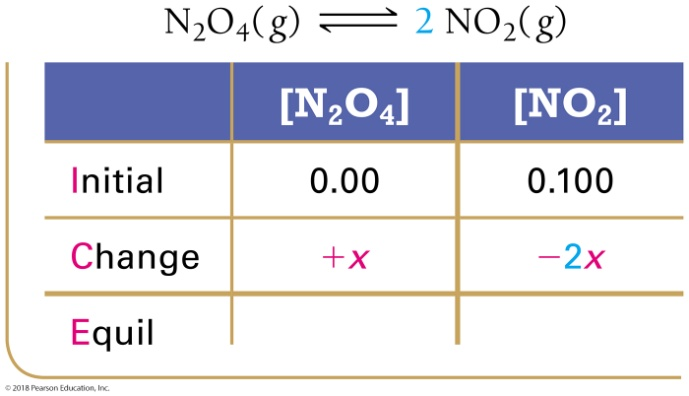 N₂O₄(g) ⇌ 2 NO₂(g)
[N₂O₄] [NO₂]
Initial 0.00 0.100
Change +x −2x
Equil
© 2018 Pearson Education, Inc.